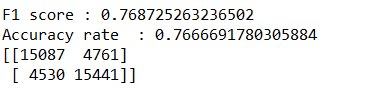 F1 score : 0.768725263236502
Accuracy rate  : 0.7666691780305884
[[15087  4761]
 [ 4530 15441]]